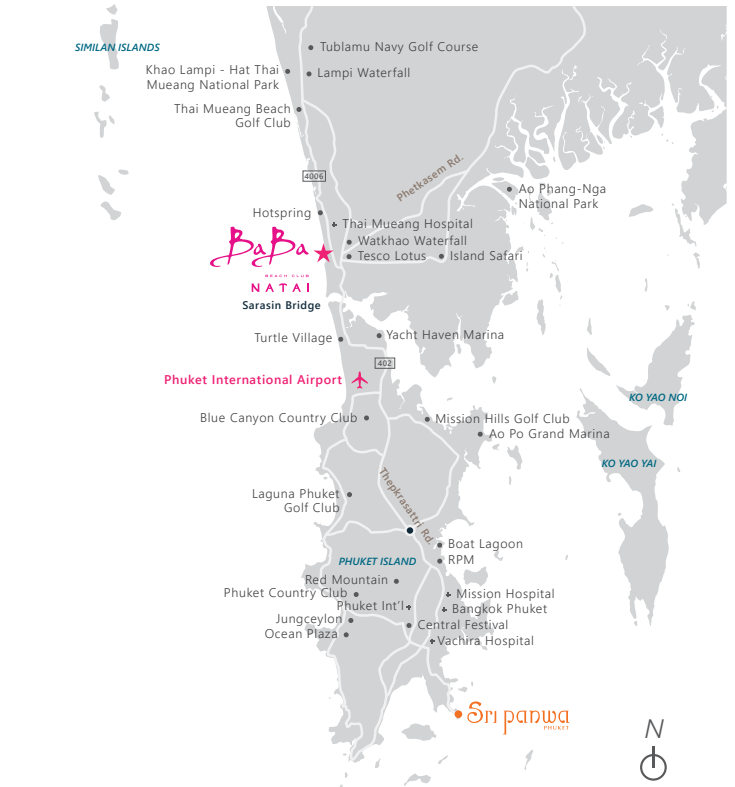 SIMILAN ISLANDS
Tublamu Navy Golf Course
Khao Lampi - Hat Thai
Mueang National Park
Lampi Waterfall
Thai Mueang Beach
Golf Club
4006
Phetkasem Rd.
Ao Phang-Nga
National Park
Hotspring
Thai Mueang Hospital
BaBa
BEACH CLUB
NATAI
Watkhao Waterfall
Tesco Lotus
Island Safari
Sarasin Bridge
Turtle Village
Yacht Haven Marina
402
Phuket International Airport
KO YAO NOI
Blue Canyon Country Club
Mission Hills Golf Club
Ao Po Grand Marina
KO YAO YAI
Thepkrasattri Rd.
Laguna Phuket
Golf Club
Boat Lagoon
PHUKET ISLAND
RPM
Red Mountain
Phuket Country Club
Mission Hospital
Phuket Int'l
Bangkok Phuket
Jungceylon
Central Festival
Ocean Plaza
Vachira Hospital
Sri panwa
PHUKET
N